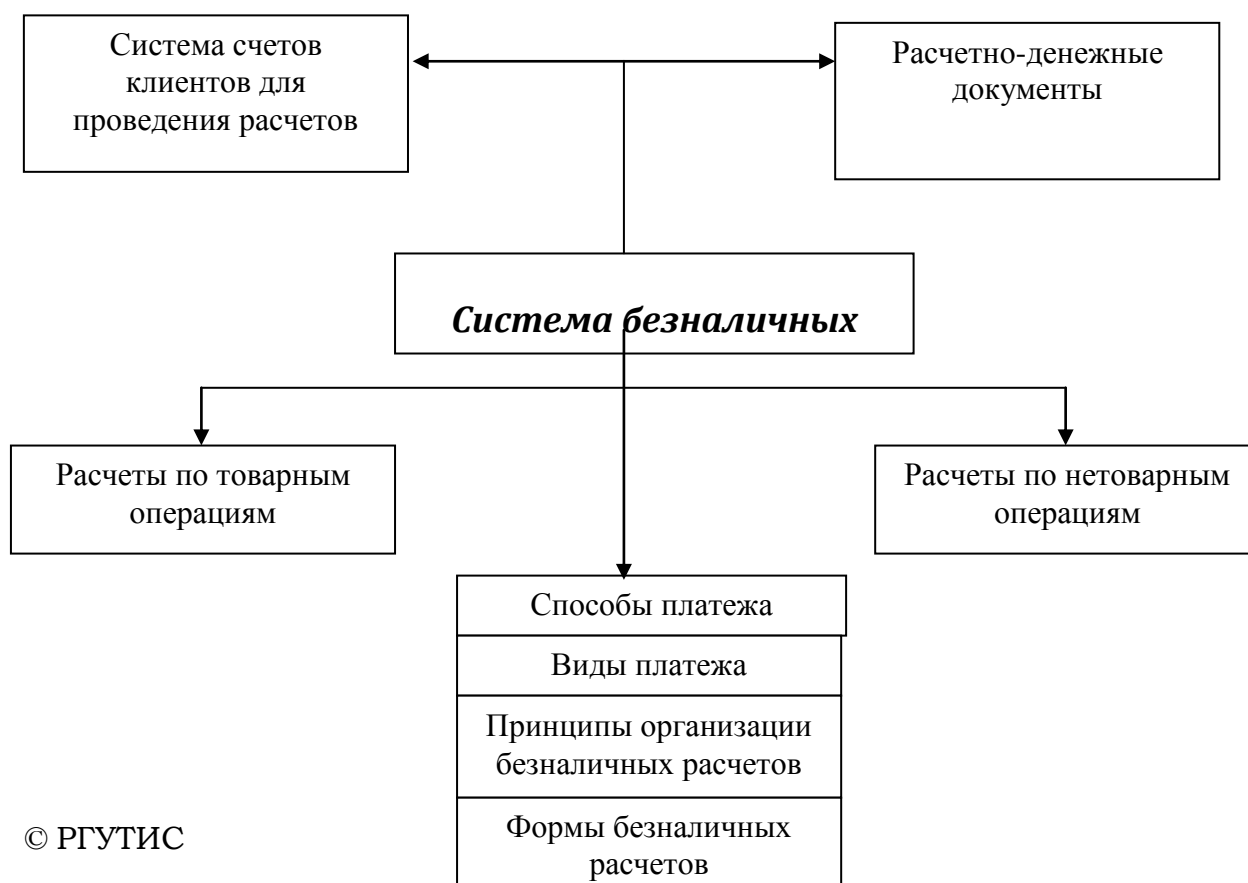 Система счетов
клиентов для
проведения расчетов
Расчетно-денежные
документы
Система безналичных
Расчеты по товарным
операциям
Расчеты по нетоварным
операциям
Способы платежа
Виды платежа
Принципы организации
безналичных расчетов
Формы безналичных
расчетов
© РГУТИС